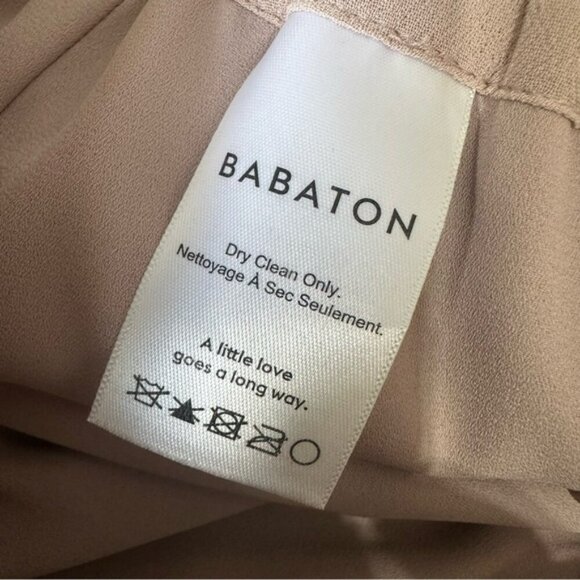 BABATON
Dry Clean Only.
Nettoyage À Sec Seulement.
A little love
goes a long way.